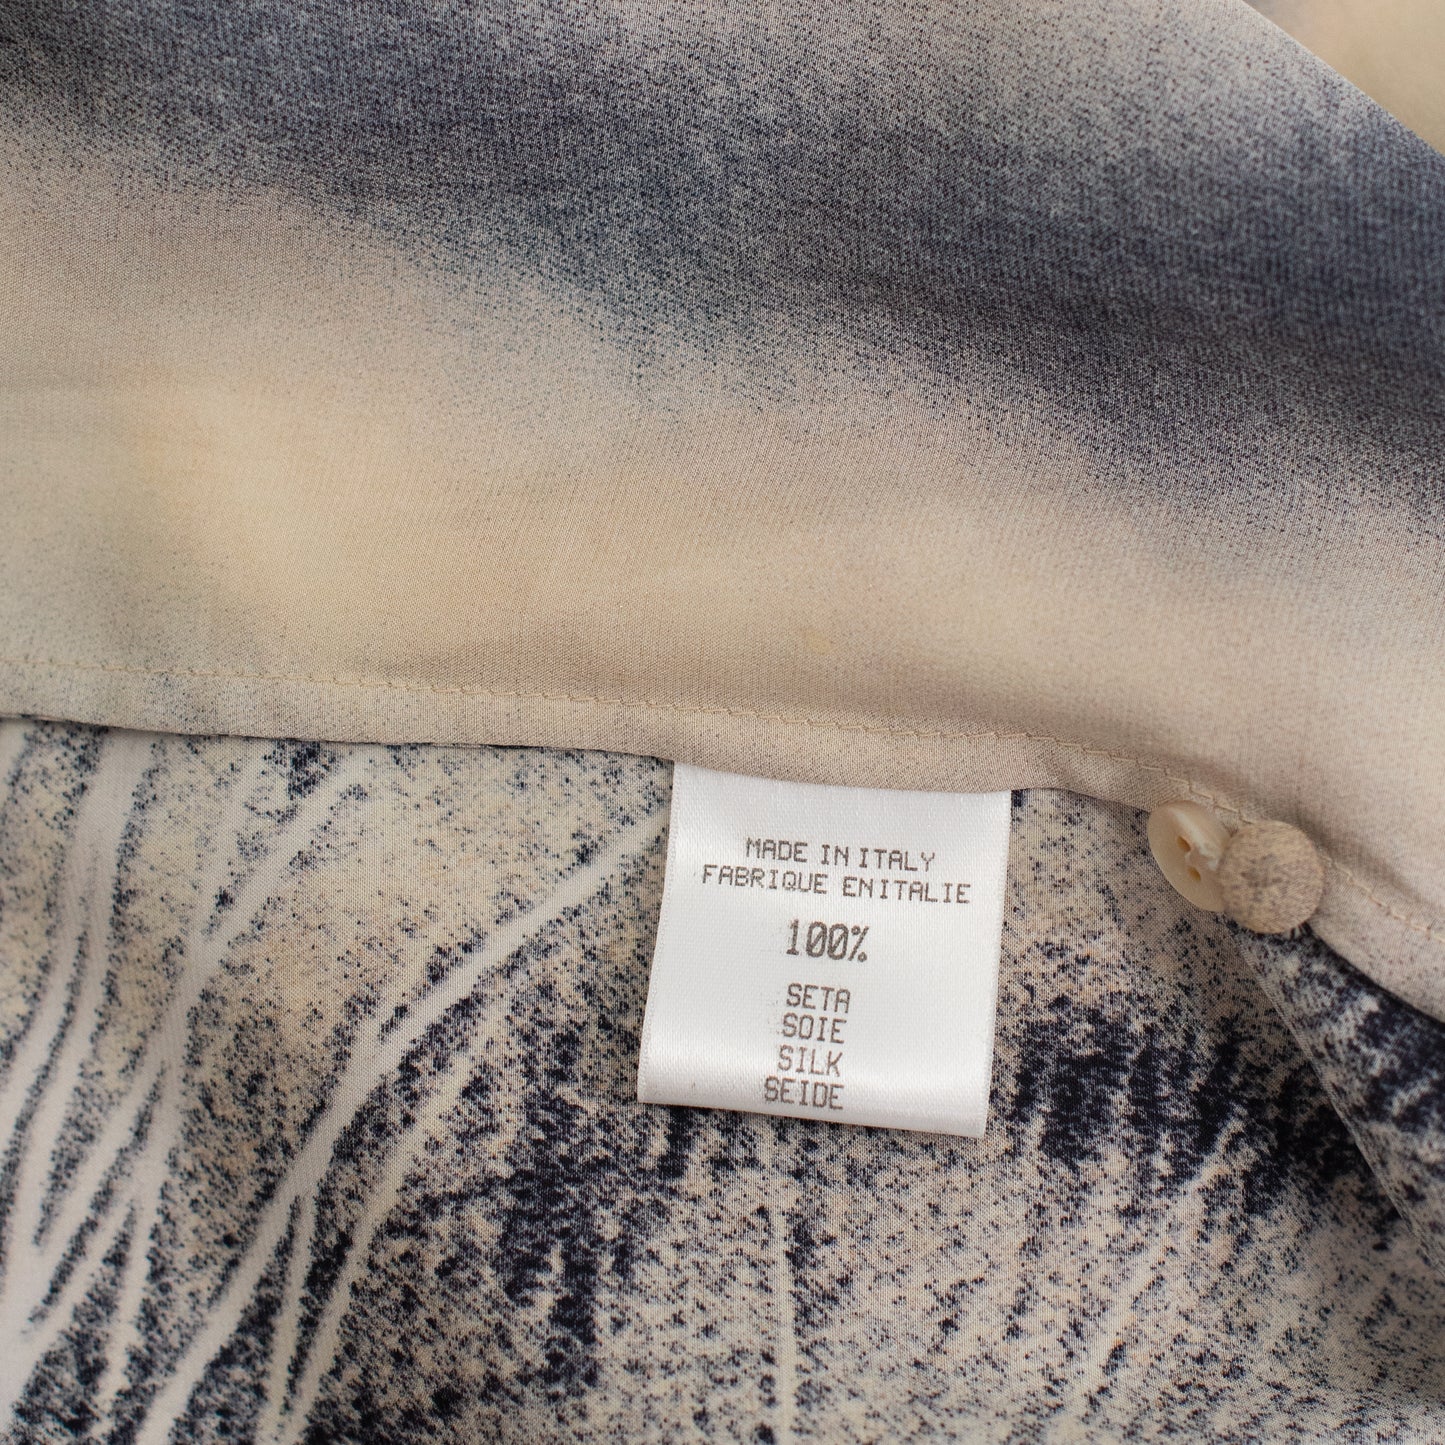 MADE IN ITALY
FABRIQUE EN ITALIE
100%
SETA
SOIE
SILK
SEIDE